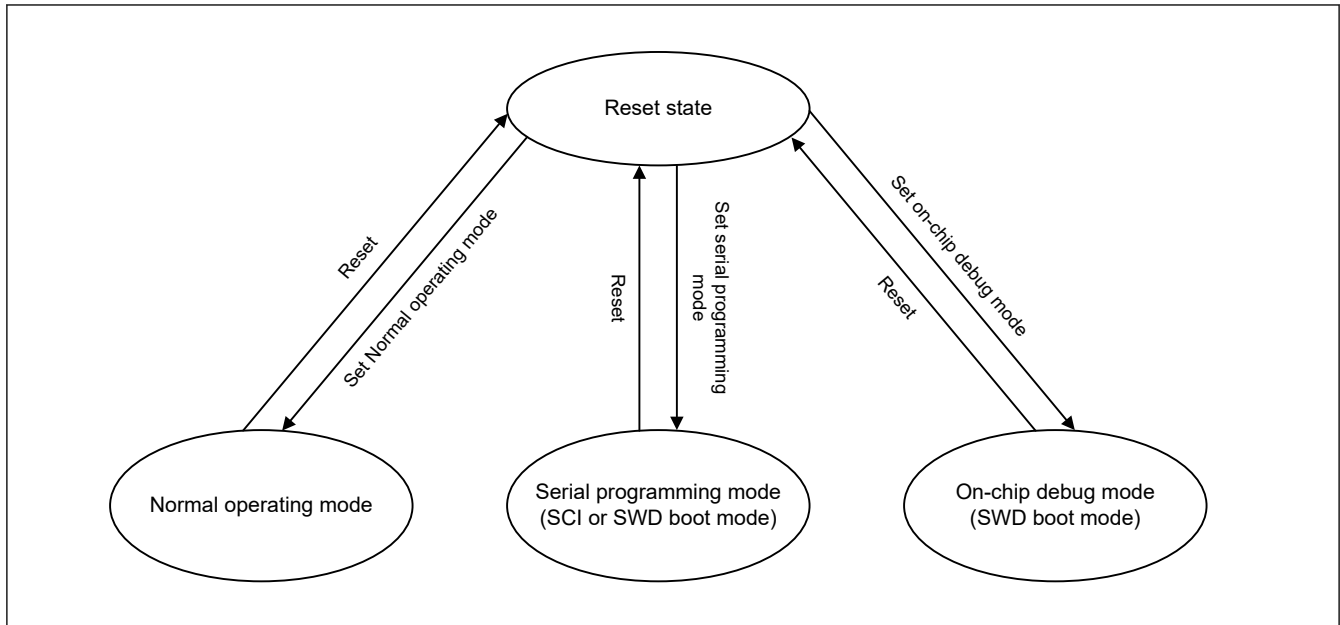 Reset state
Reset
Set Normal operating mode
Reset
Set serial programming
mode
Reset
Set on-chip debug mode
Normal operating mode
Serial programming mode
(SCI or SWD boot mode)
On-chip debug mode
(SWD boot mode)